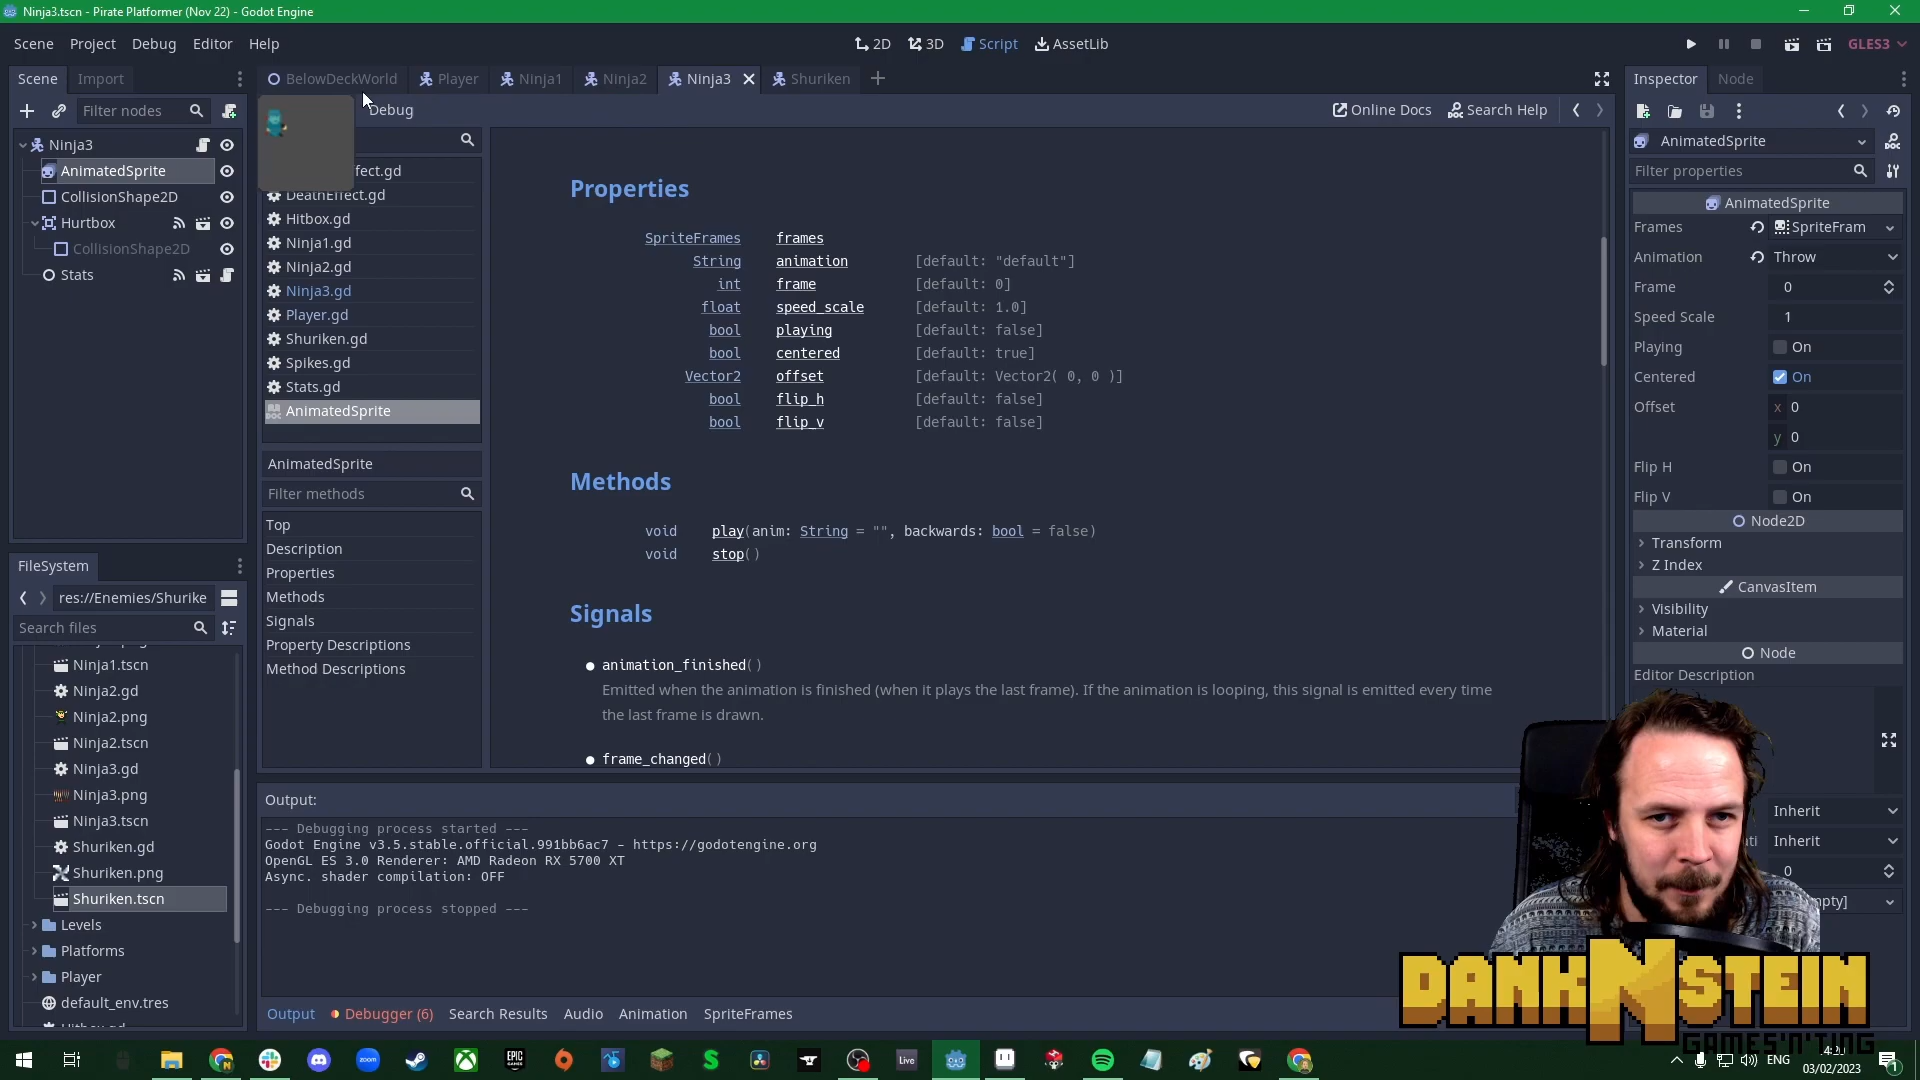 Ninja3.tscn - Pirate Platformer (Nov 22) - Godot Engine
Scene Project Debug Editor Help
2D 3D Script AssetLib
GLES3
Scene Import
BelowDeckWorld Player Ninja1 Ninja2 Ninja3 Shuriken
Inspector Node
Filter nodes
Debug
Online Docs Search Help
Ninja3
AnimatedSprite
CollisionShape2D
Hurtbox
CollisionShape2D
Stats
fect.gd
DeathEffect.gd
Hitbox.gd
Ninja1.gd
Ninja2.gd
Ninja3.gd
Player.gd
Shuriken.gd
Spikes.gd
Stats.gd
AnimatedSprite
AnimatedSprite
Filter methods
Top
Description
Properties
Methods
Signals
Property Descriptions
Method Descriptions
Properties
SpriteFrames frames
String animation [default: "default"]
int frame [default: 0]
float speed_scale [default: 1.0]
bool playing [default: false]
bool centered [default: true]
Vector2 offset [default: Vector2( 0, 0 )]
bool flip_h [default: false]
bool flip_v [default: false]
Methods
void play(anim: String = "", backwards: bool = false)
void stop()
Signals
animation_finished()
Emitted when the animation is finished (when it plays the last frame). If the animation is looping, this signal is emitted every time
the last frame is drawn.
frame_changed()
AnimatedSprite
Filter properties
AnimatedSprite
Frames SpriteFram
Animation Throw
Frame 0
Speed Scale 1
Playing On
Centered On
Offset x 0
y 0
Flip H On
Flip V On
Node2D
Transform
Z Index
CanvasItem
Visibility
Material
Node
Editor Description
Inherit
Inherit
0
FileSystem
res://Enemies/Shurike
Search files
Ninja1.tscn
Ninja2.gd
Ninja2.png
Ninja2.tscn
Ninja3.gd
Ninja3.png
Ninja3.tscn
Shuriken.gd
Shuriken.png
Shuriken.tscn
Levels
Platforms
Player
default_env.tres
Output:
--- Debugging process started ---
Godot Engine v3.5.stable.official.991bb6ac7 - https://godotengine.org
OpenGL ES 3.0 Renderer: AMD Radeon RX 5700 XT
Async. shader compilation: OFF
--- Debugging process stopped ---
Output Debugger (6) Search Results Audio Animation SpriteFrames
DANKNSTEIN
GAMES'N'TNG
zoom EPIC GAMES Live
ENG
03/02/2023
1